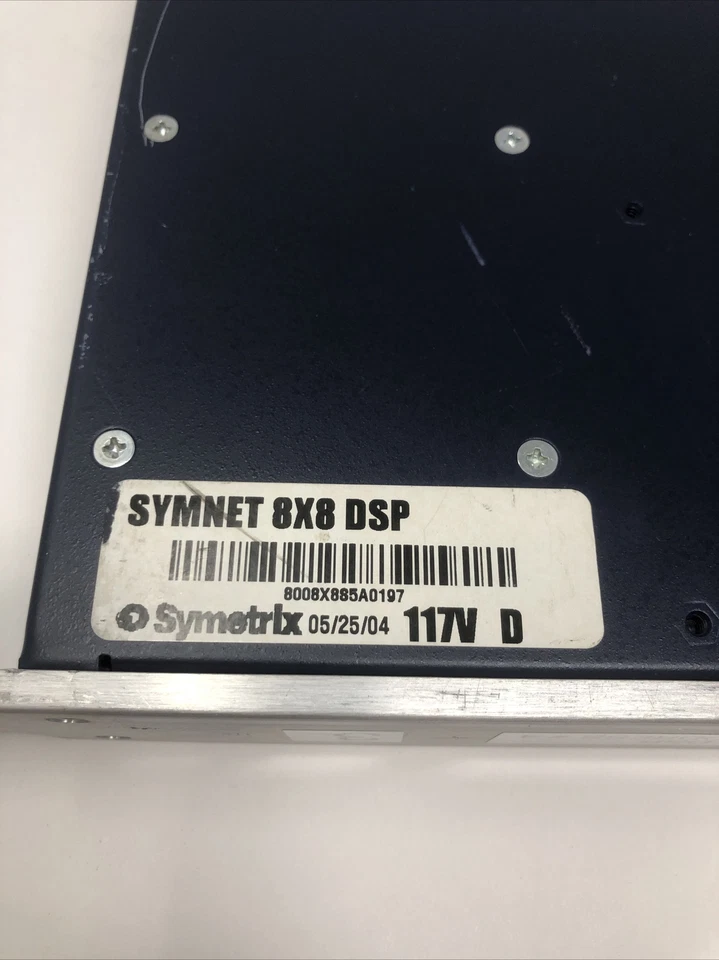 SYMNET 8X8 DSP
8008X885A0197
Symetrix 05/25/04 117V D